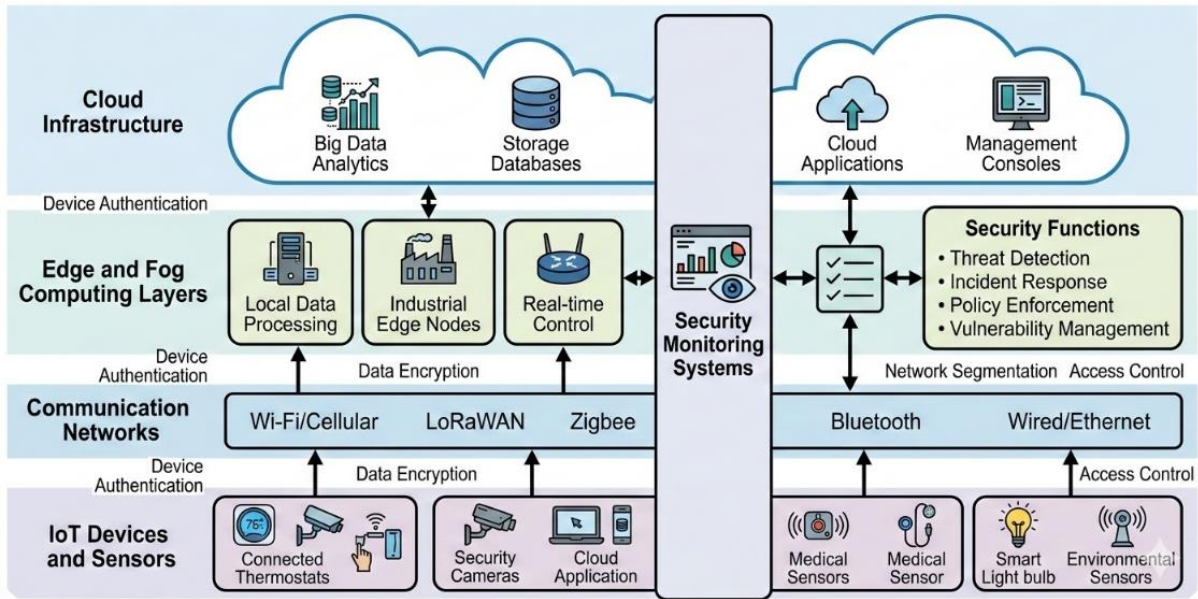 Cloud
Infrastructure
Big Data
Analytics
Storage
Databases
Cloud
Applications
Management
Consoles
Device Authentication
Edge and Fog
Computing Layers
Local Data
Processing
Industrial
Edge Nodes
Real-time
Control
Security
Monitoring
Systems
Security Functions
• Threat Detection
• Incident Response
• Policy Enforcement
• Vulnerability Management
Device
Authentication
Data Encryption
Network Segmentation
Access Control
Communication
Networks
Wi-Fi/Cellular
LoRaWAN
Zigbee
Bluetooth
Wired/Ethernet
Device
Authentication
Data Encryption
Access Control
IoT Devices
and Sensors
75°
Connected
Thermostats
Security
Cameras
Cloud
Application
Medical
Sensors
Medical
Sensor
Smart
Light bulb
Environmental
Sensors